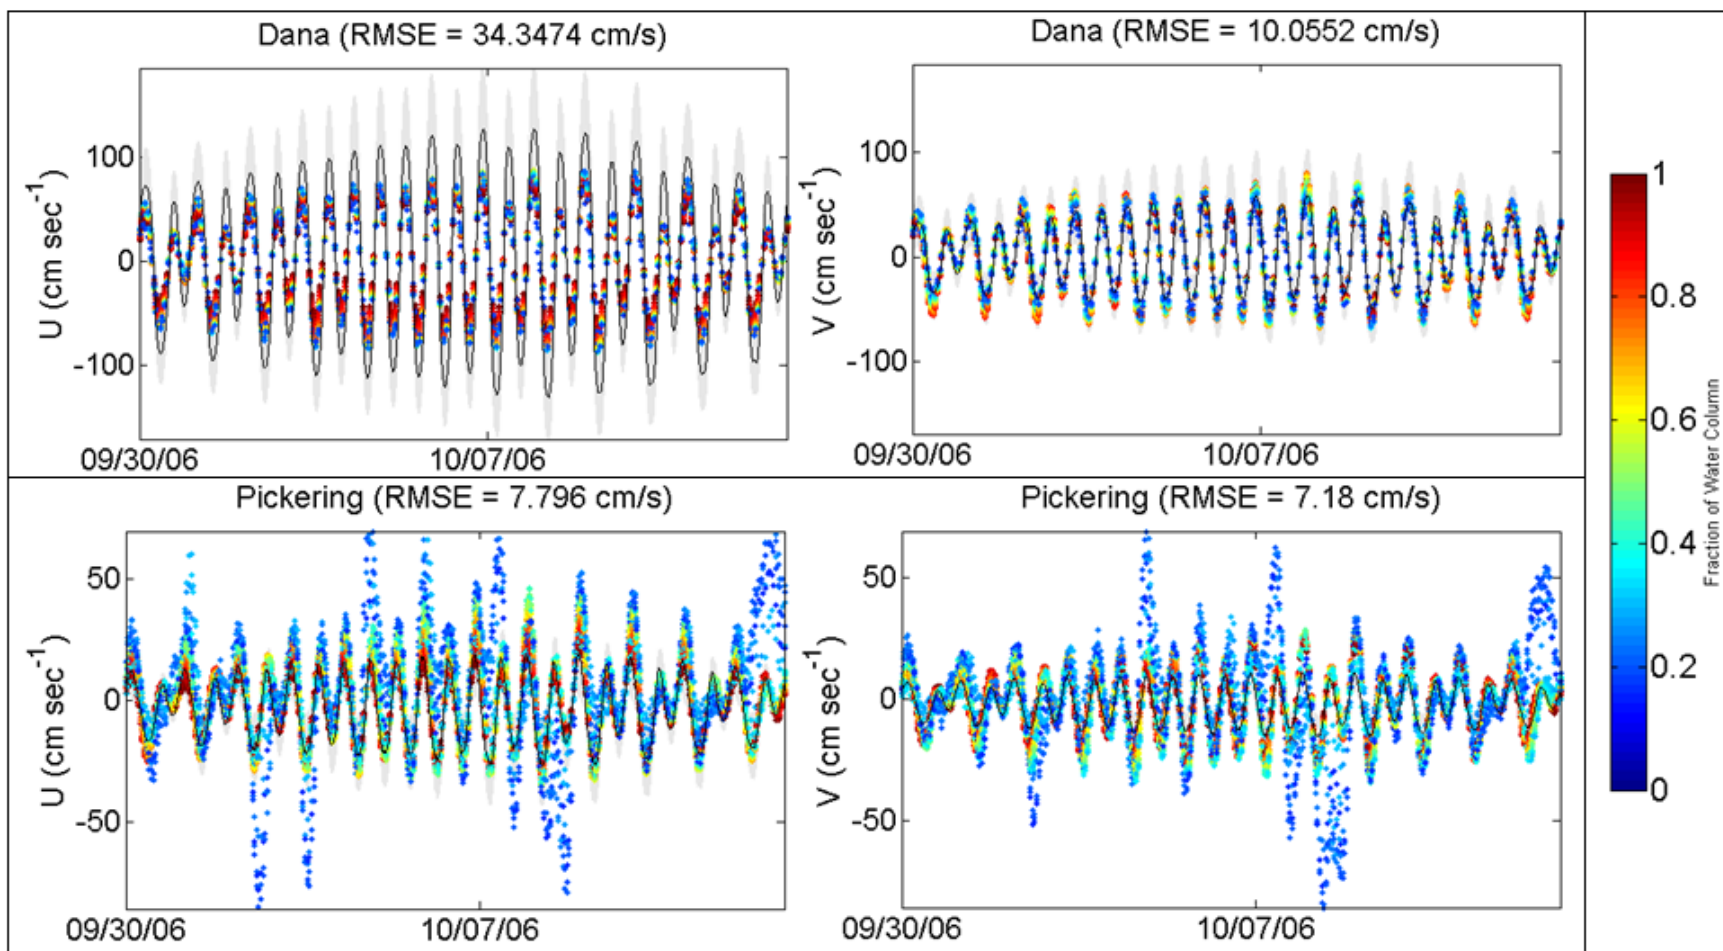 Dana (RMSE = 34.3474 cm/s)
U (cm sec⁻¹)
100
0
-100
09/30/06 10/07/06
Dana (RMSE = 10.0552 cm/s)
V (cm sec⁻¹)
100
0
-100
09/30/06 10/07/06
Pickering (RMSE = 7.796 cm/s)
U (cm sec⁻¹)
50
0
-50
09/30/06 10/07/06
Pickering (RMSE = 7.18 cm/s)
V (cm sec⁻¹)
50
0
-50
09/30/06 10/07/06
1
0.8
0.6
0.4
0.2
0
Fraction of Water Column